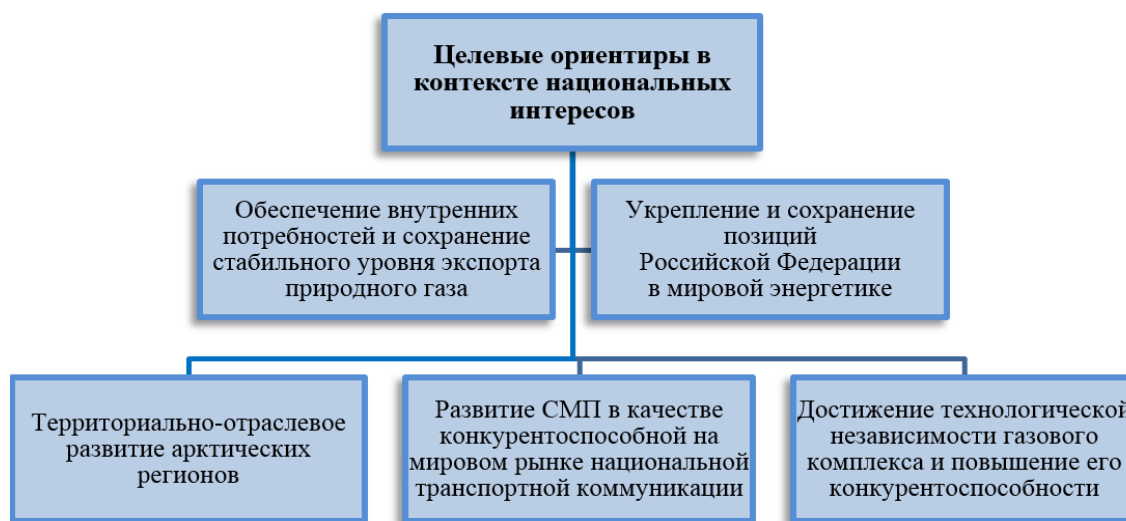 Целевые ориентиры в
контексте национальных
интересов
Обеспечение внутренних
потребностей и сохранение
стабильного уровня экспорта
природного газа
Укрепление и сохранение
позиций
Российской Федерации
в мировой энергетике
Территориально-отраслевое
развитие арктических
регионов
Развитие СМП в качестве
конкурентоспособной на
мировом рынке национальной
транспортной коммуникации
Достижение технологической
независимости газового
комплекса и повышение его
конкурентоспособности